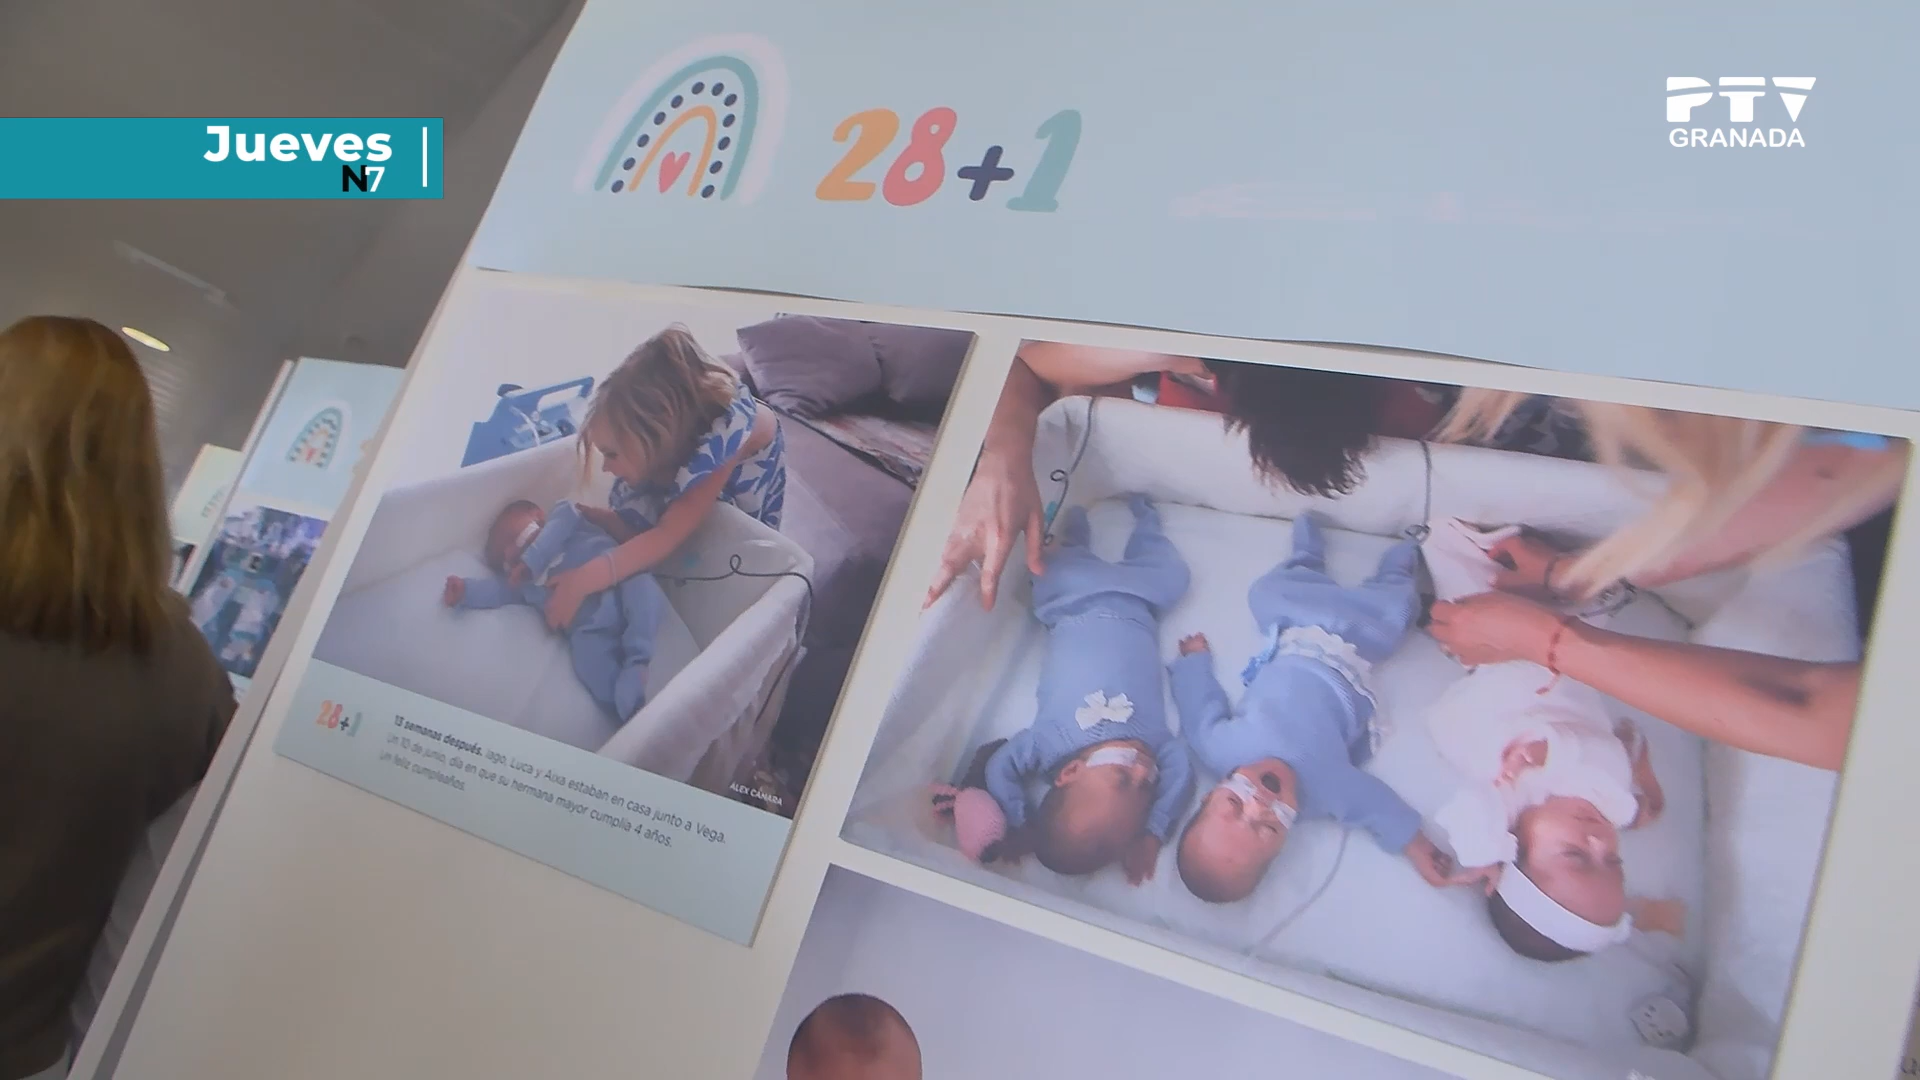 Jueves
N7
PTV
GRANADA
28+1
28+1
13 semanas después. Iago, Luca y Aixa estaban en casa junto a Vega.
Un 10 de junio, día en que su hermana mayor cumplía 4 años.
Un feliz cumpleaños.
ÁLEX CÁMARA